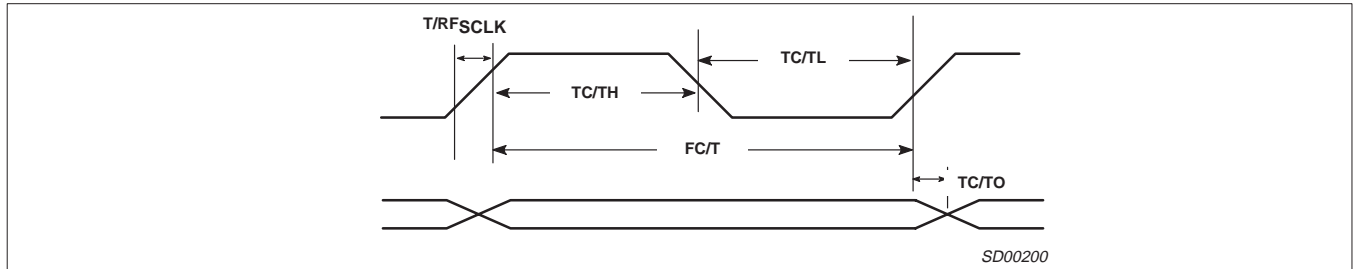 T/RFSCLK
TC/TL
TC/TH
FC/T
TC/TO
SD00200